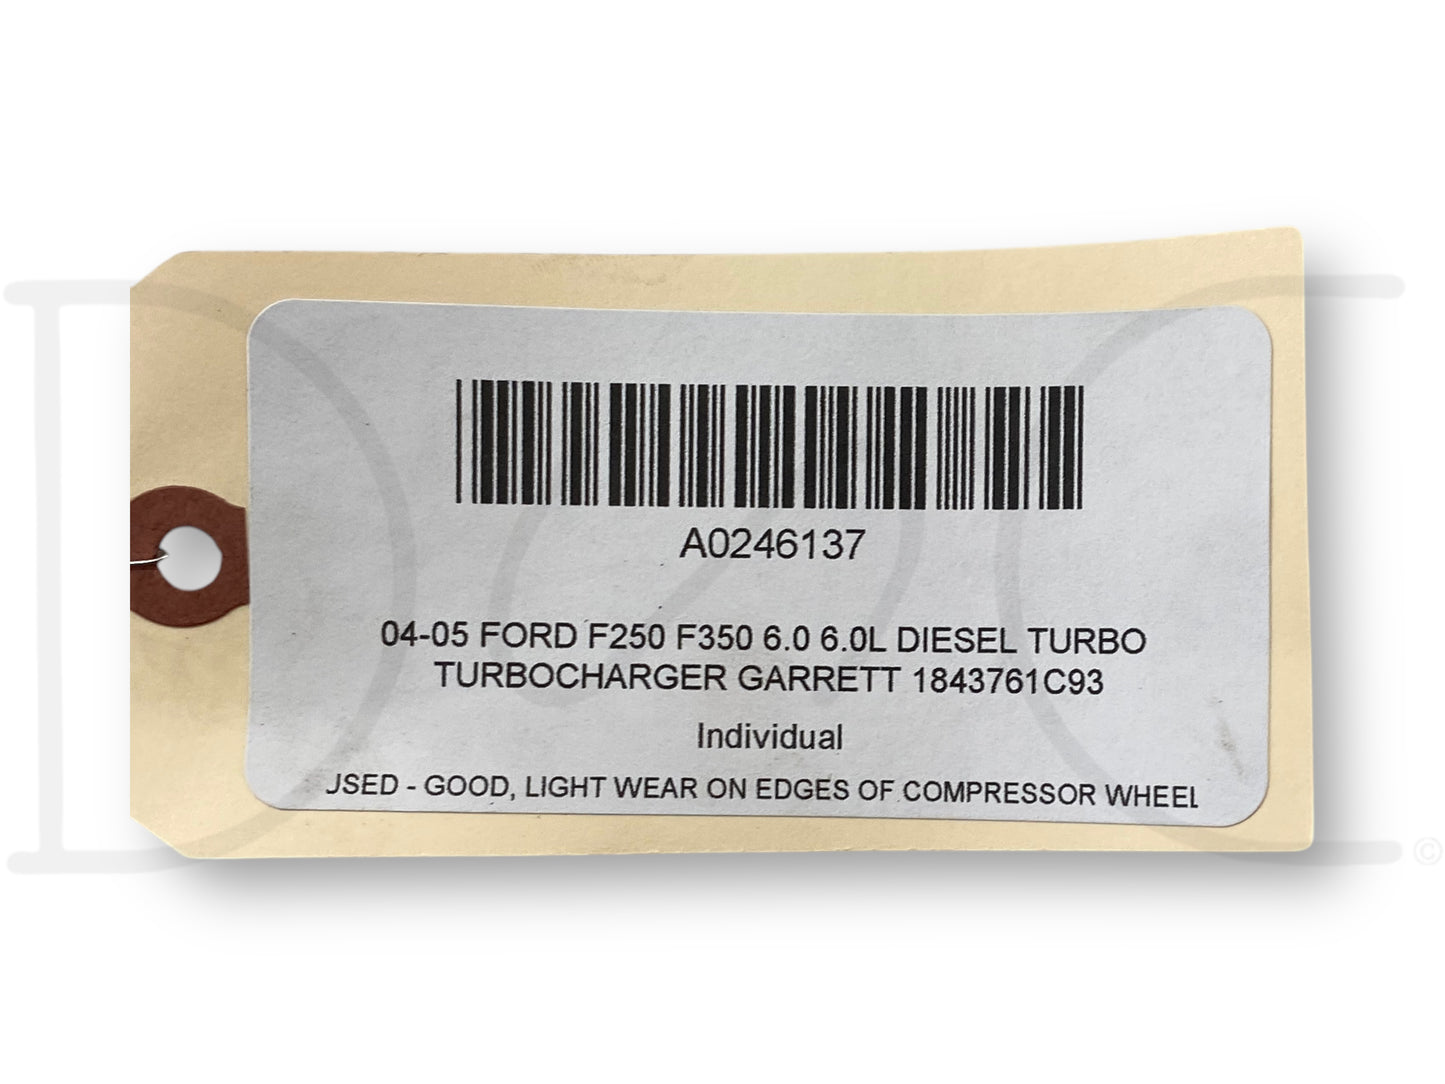 A0246137
04-05 FORD F250 F350 6.0 6.0L DIESEL TURBO
TURBOCHARGER GARRETT 1843761C93
Individual
JSED - GOOD, LIGHT WEAR ON EDGES OF COMPRESSOR WHEEL
©